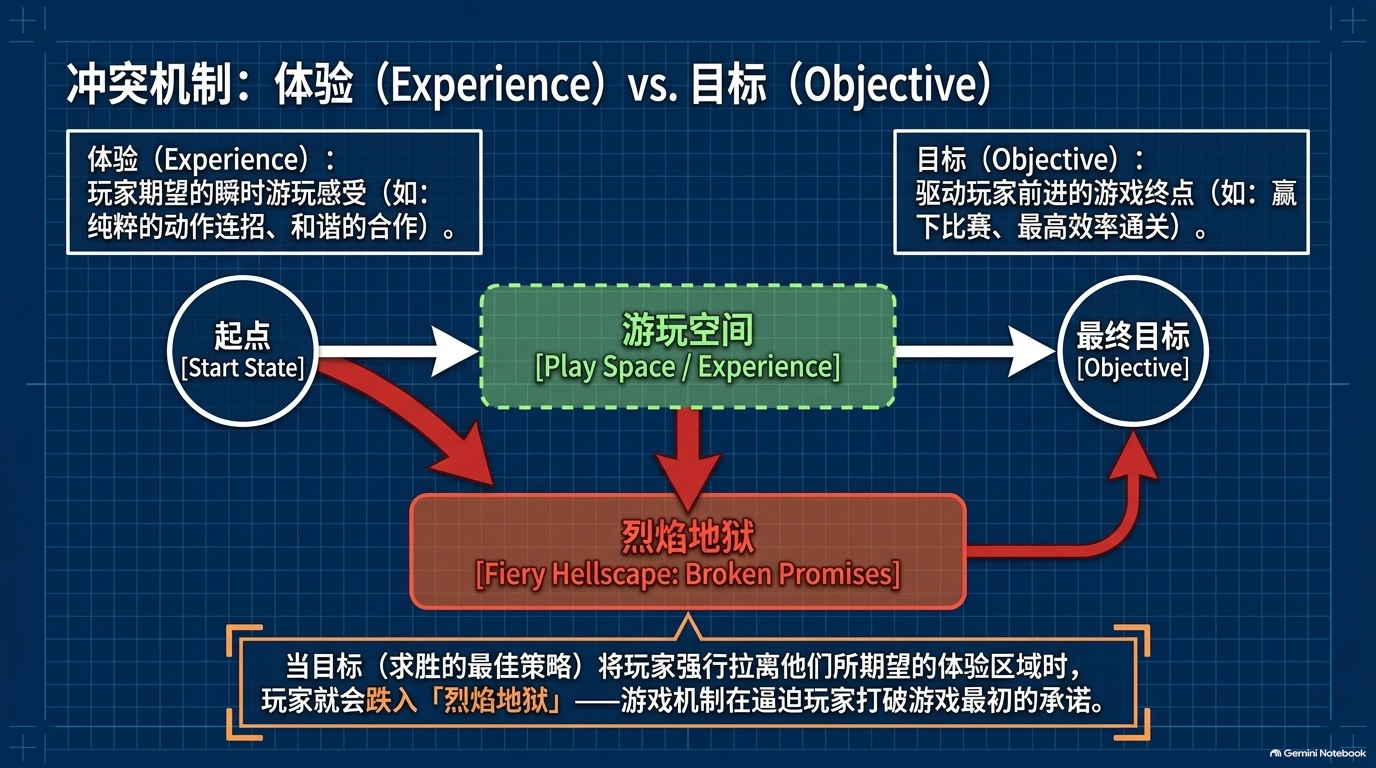 冲突机制：体验（Experience）vs. 目标（Objective）
体验（Experience）：
玩家期望的瞬时游玩感受（如：
纯粹的动作连招、和谐的合作）。
目标（Objective）：
驱动玩家前进的游戏终点（如：赢
下比赛、最高效率通关）。
起点
[Start State]
游玩空间
[Play Space / Experience]
最终目标
[Objective]
烈焰地狱
[Fiery Hellscape: Broken Promises]
当目标（求胜的最佳策略）将玩家强行拉离他们所期望的体验区域时，
玩家就会跌入「烈焰地狱」——游戏机制在逼迫玩家打破游戏最初的承诺。
Gemini Notebook